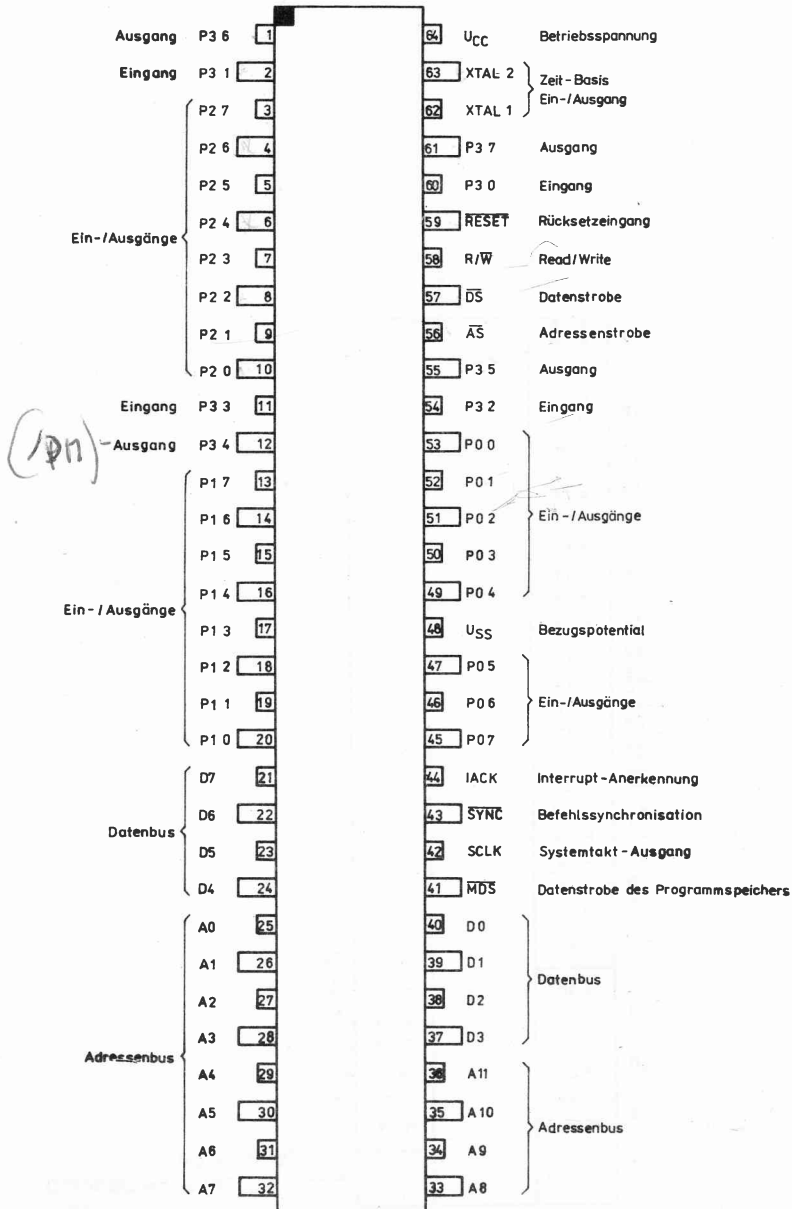 Ausgang P3 6 1 64 UCC Betriebsspannung
Eingang P3 1 2 63 XTAL 2
Zeit-Basis
Ein-/Ausgang
P2 7 3 62 XTAL 1
P2 6 4 61 P3 7 Ausgang
P2 5 5 60 P3 0 Eingang
P2 4 6 59 RESET Rücksetzeingang
Ein-/Ausgänge
P2 3 7 58 R/W Read/Write
P2 2 8 57 DS Datenstrobe
P2 1 9 56 AS Adressenstrobe
P2 0 10 55 P3 5 Ausgang
Eingang P3 3 11 54 P3 2 Eingang
Ausgang P3 4 12 53 P0 0
P1 7 13 52 P0 1
P1 6 14 51 P0 2 Ein-/Ausgänge
P1 5 15 50 P0 3
P1 4 16 49 P0 4
Ein-/Ausgänge
P1 3 17 48 USS Bezugspotential
P1 2 18 47 P0 5
P1 1 19 46 P0 6 Ein-/Ausgänge
P1 0 20 45 P0 7
D7 21 44 IACK Interrupt-Anerkennung
D6 22 43 SYNC Befehlssynchronisation
Datenbus
D5 23 42 SCLK Systemtakt-Ausgang
D4 24 41 MDS Datenstrobe des Programmspeichers
A0 25 40 D0
A1 26 39 D1
Datenbus
A2 27 38 D2
A3 28 37 D3
Adressenbus
A4 29 36 A11
A5 30 35 A10
Adressenbus
A6 31 34 A9
A7 32 33 A8